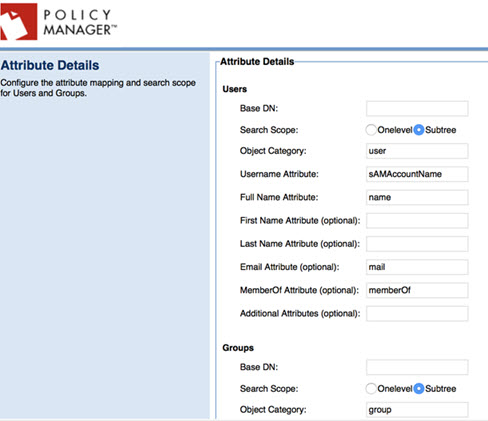 POLICY
MANAGER™
Attribute Details
Configure the attribute mapping and search scope
for Users and Groups.
Attribute Details
Users
Base DN:
Search Scope: Onelevel Subtree
Object Category: user
Username Attribute: sAMAccountName
Full Name Attribute: name
First Name Attribute (optional):
Last Name Attribute (optional):
Email Attribute (optional): mail
MemberOf Attribute (optional): memberOf
Additional Attributes (optional):
Groups
Base DN:
Search Scope: Onelevel Subtree
Object Category: group